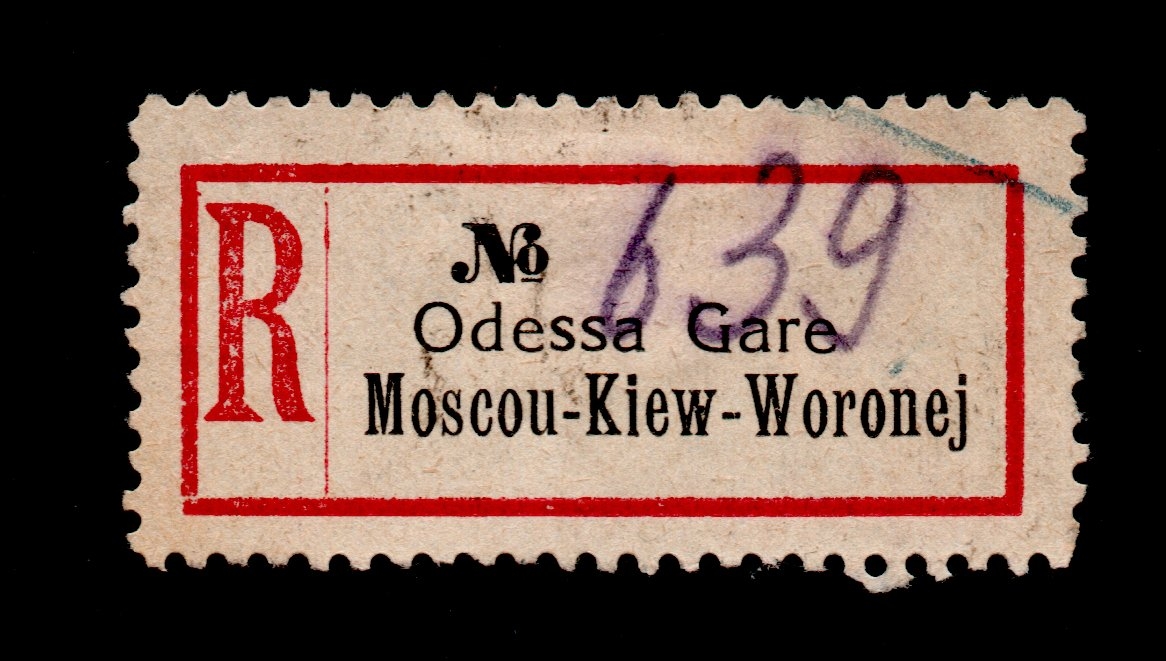 R
№ 639
Odessa Gare
Moscou-Kiew-Woronej